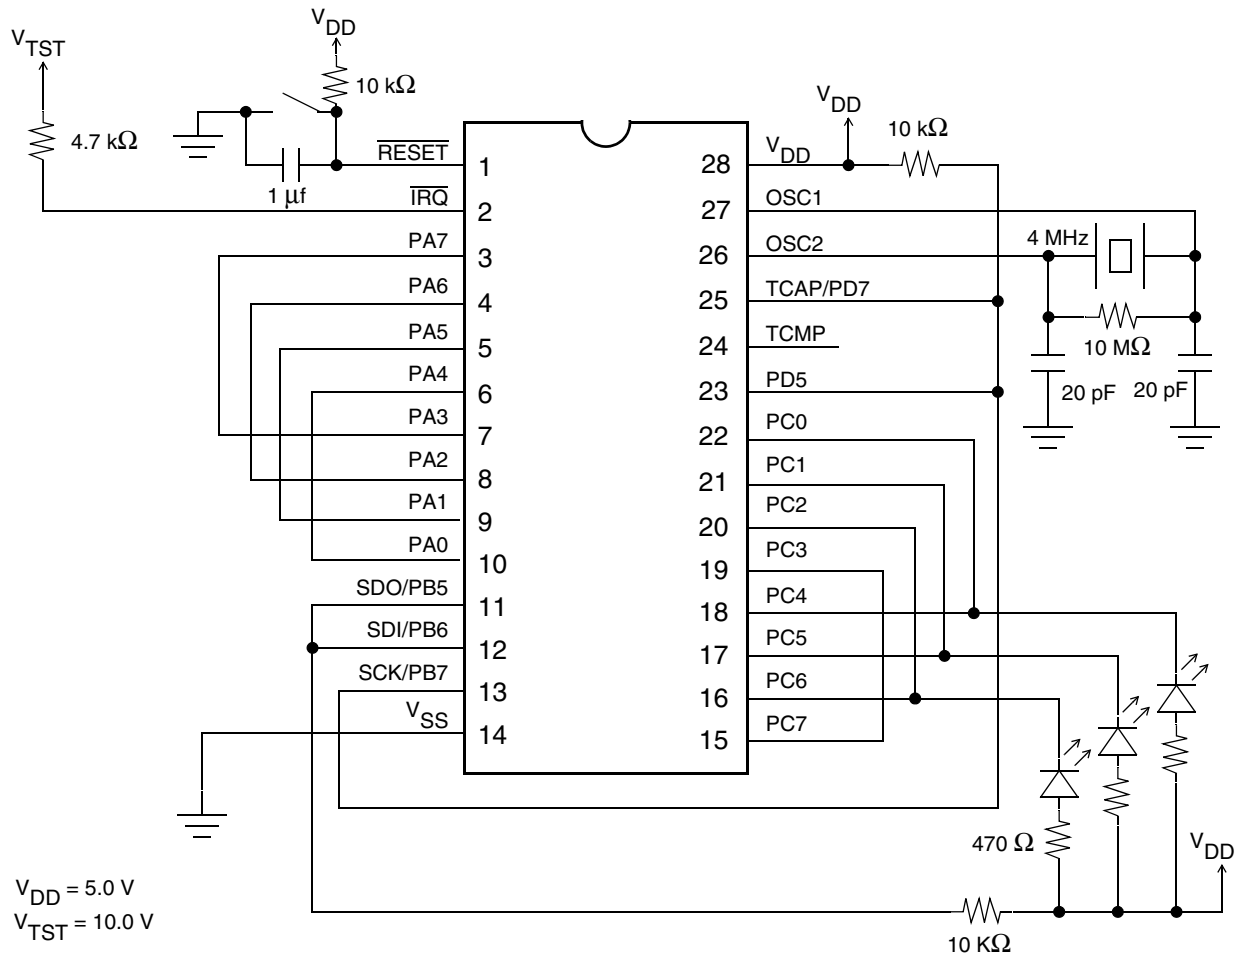 VDD
VTST
10 kΩ
4.7 kΩ
1 µf
RESET
IRQ
PA7
PA6
PA5
PA4
PA3
PA2
PA1
PA0
SDO/PB5
SDI/PB6
SCK/PB7
VSS
1
2
3
4
5
6
7
8
9
10
11
12
13
14
28
27
26
25
24
23
22
21
20
19
18
17
16
15
VDD
OSC1
OSC2
TCAP/PD7
TCMP
PD5
PC0
PC1
PC2
PC3
PC4
PC5
PC6
PC7
VDD
10 kΩ
4 MHz
10 MΩ
20 pF
20 pF
470 Ω
VDD
10 KΩ
VDD = 5.0 V
VTST = 10.0 V